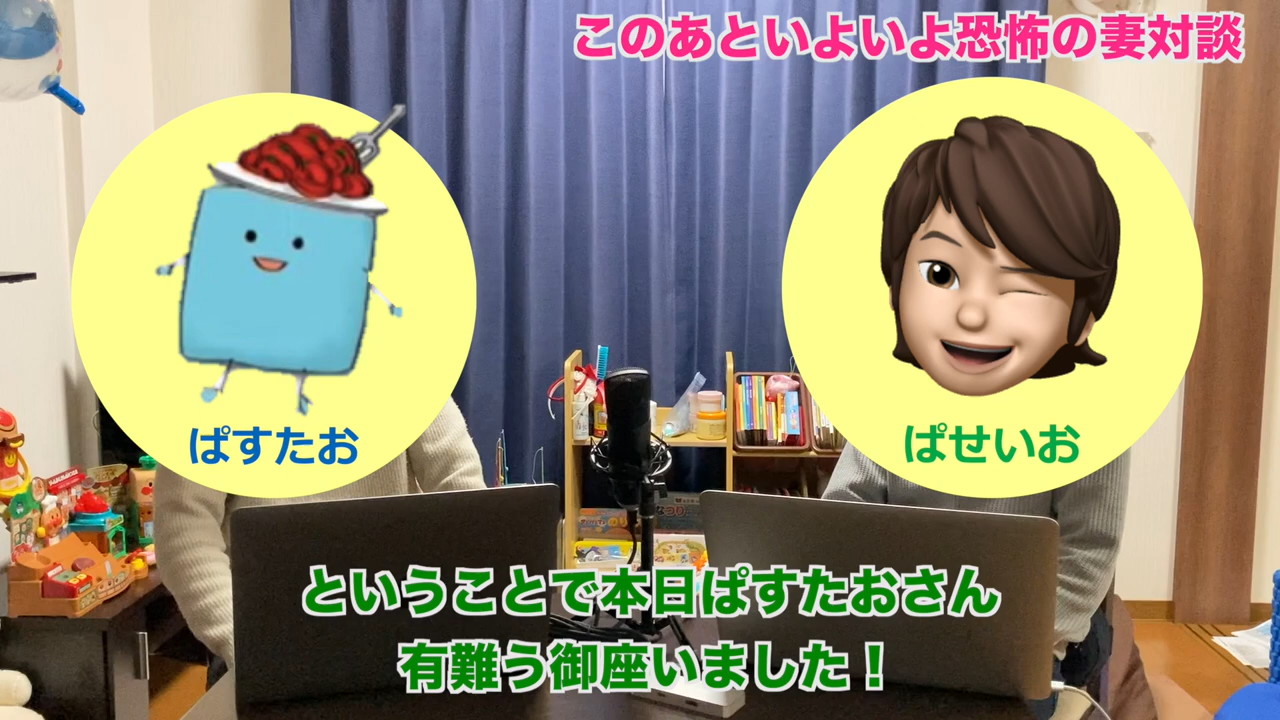 このあといよいよ恐怖の妻対談
ぱすたお
ぱせいお
ということで本日ぱすたおさん
有難う御座いました！